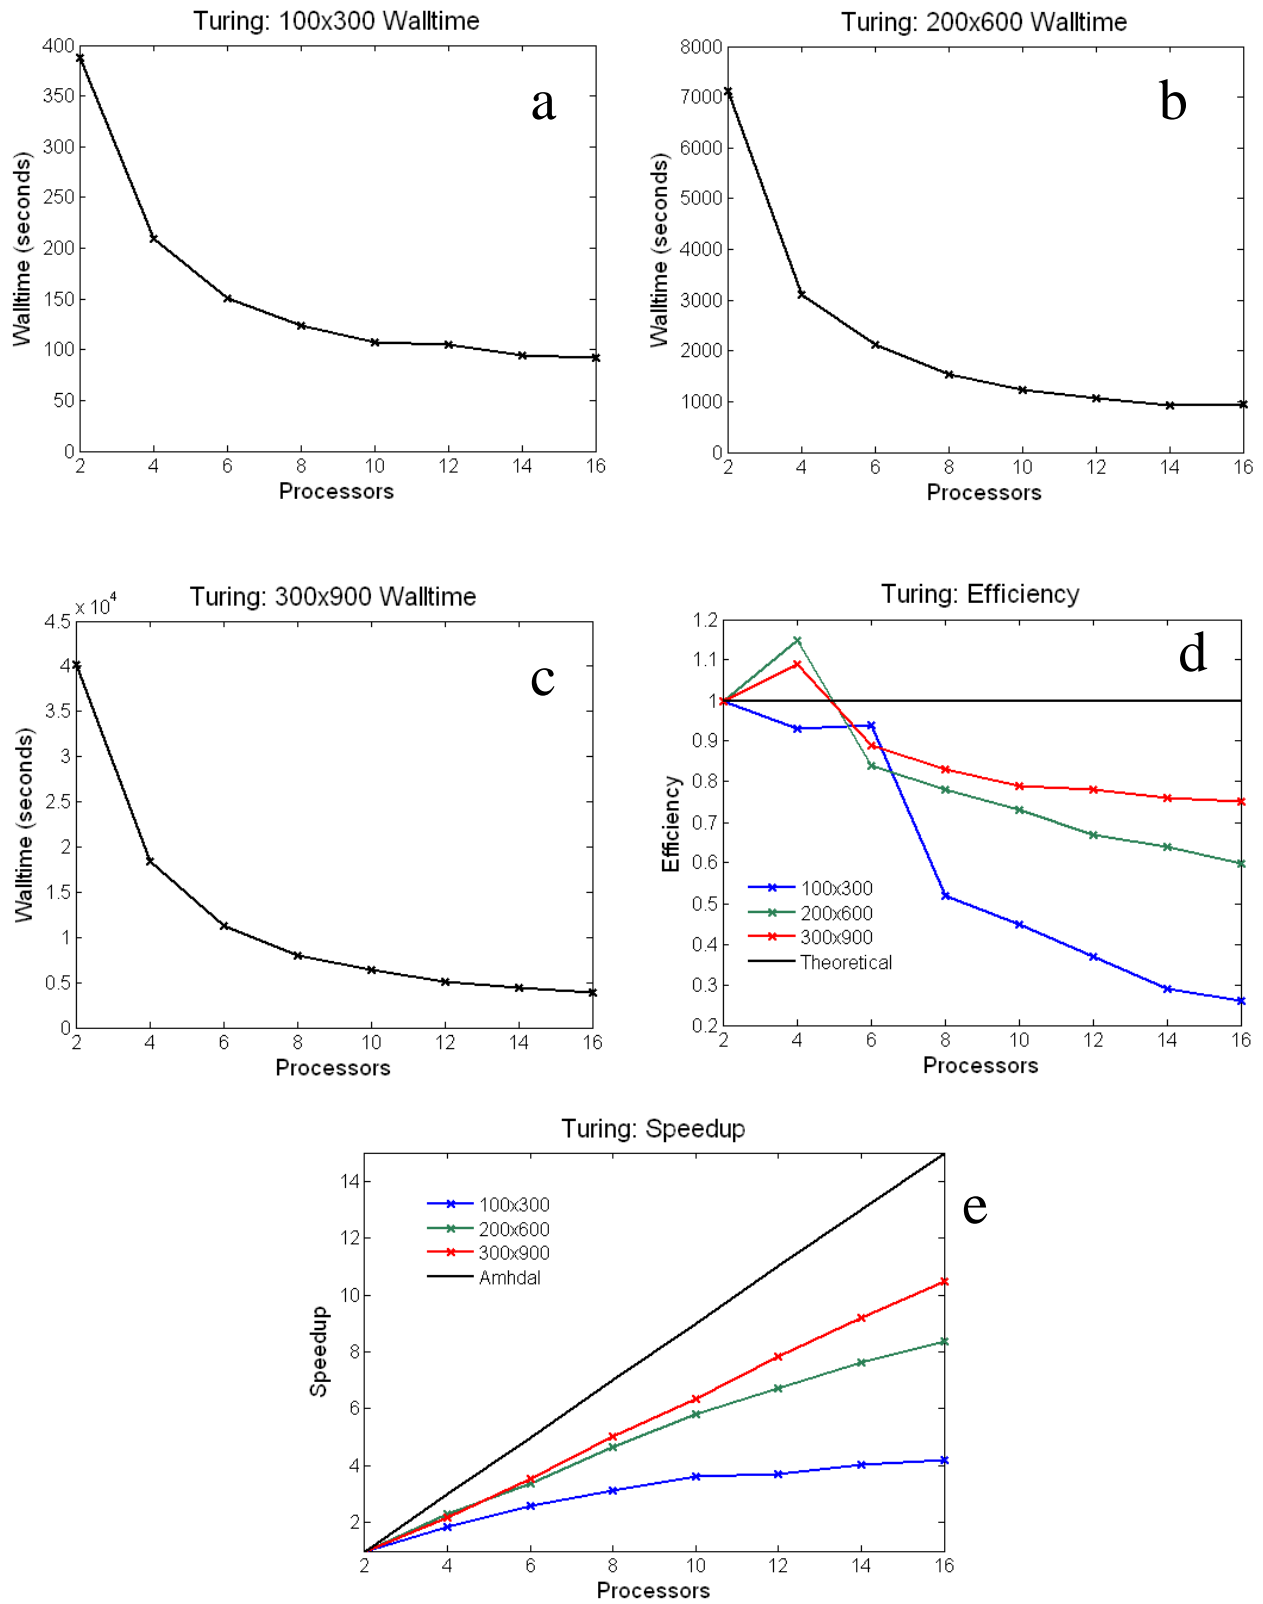 Turing: 100x300 Walltime
a
400
350
300
250
200
150
100
50
0
2 4 6 8 10 12 14 16
Walltime (seconds)
Processors
Turing: 200x600 Walltime
b
8000
7000
6000
5000
4000
3000
2000
1000
0
2 4 6 8 10 12 14 16
Walltime (seconds)
Processors
Turing: 300x900 Walltime
x 10^4
c
4.5
4
3.5
3
2.5
2
1.5
1
0.5
0
2 4 6 8 10 12 14 16
Walltime (seconds)
Processors
Turing: Efficiency
d
1.2
1.1
1
0.9
0.8
0.7
0.6
0.5
0.4
0.3
0.2
100x300
200x600
300x900
Theoretical
2 4 6 8 10 12 14 16
Efficiency
Processors
Turing: Speedup
e
14
12
10
8
6
4
2
100x300
200x600
300x900
Amhdal
2 4 6 8 10 12 14 16
Speedup
Processors